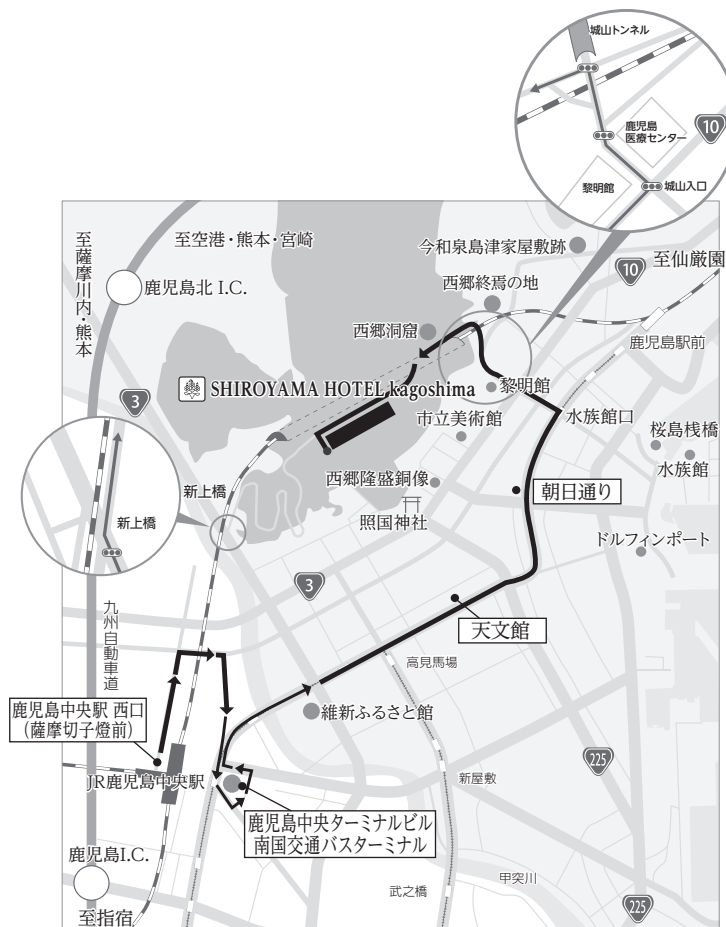 城山トンネル
鹿児島
医療センター
10
黎明館
城山入口
至薩摩川内・熊本
至空港・熊本・宮崎
今和泉島津家屋敷跡
10
至仙厳園
鹿児島北 I.C.
西郷終焉の地
西郷洞窟
鹿児島駅前
SHIROYAMA HOTEL kagoshima
黎明館
3
市立美術館
水族館口
桜島桟橋
水族館
新上橋
新上橋
西郷隆盛銅像
朝日通り
照国神社
ドルフィンポート
3
九州自動車道
天文館
高見馬場
鹿児島中央駅 西口
(薩摩切子燈前)
維新ふるさと館
JR鹿児島中央駅
新屋敷
225
鹿児島中央ターミナルビル
南国交通バスターミナル
鹿児島I.C.
武之橋
甲突川
225
至指宿